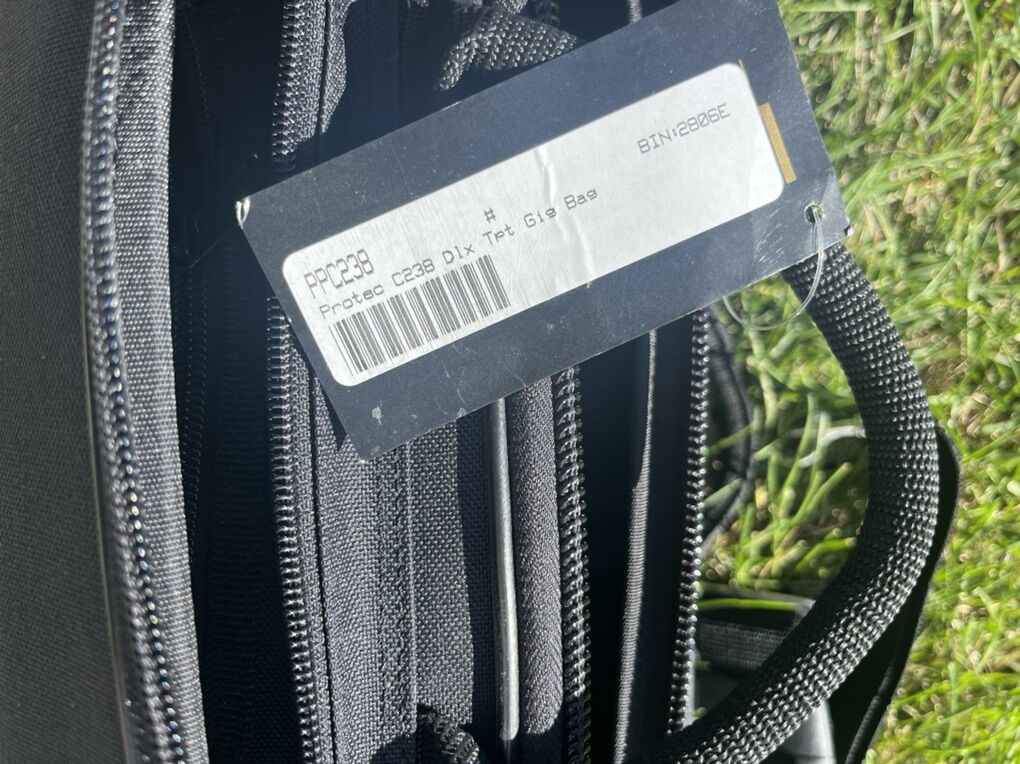 BIN:2806E
#
PPC238
Protec C238 Dlx Tpt Gig Bag